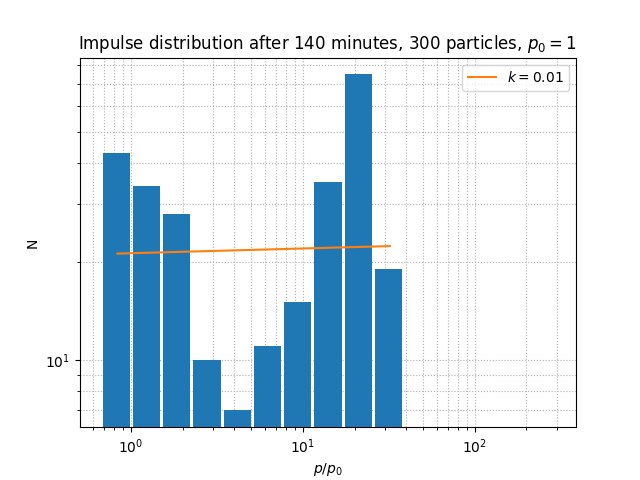 Impulse distribution after 140 minutes, 300 particles, $p_0 = 1$
$k = 0.01$
N
$10^1$
$10^0$ $10^1$ $10^2$
$p/p_0$